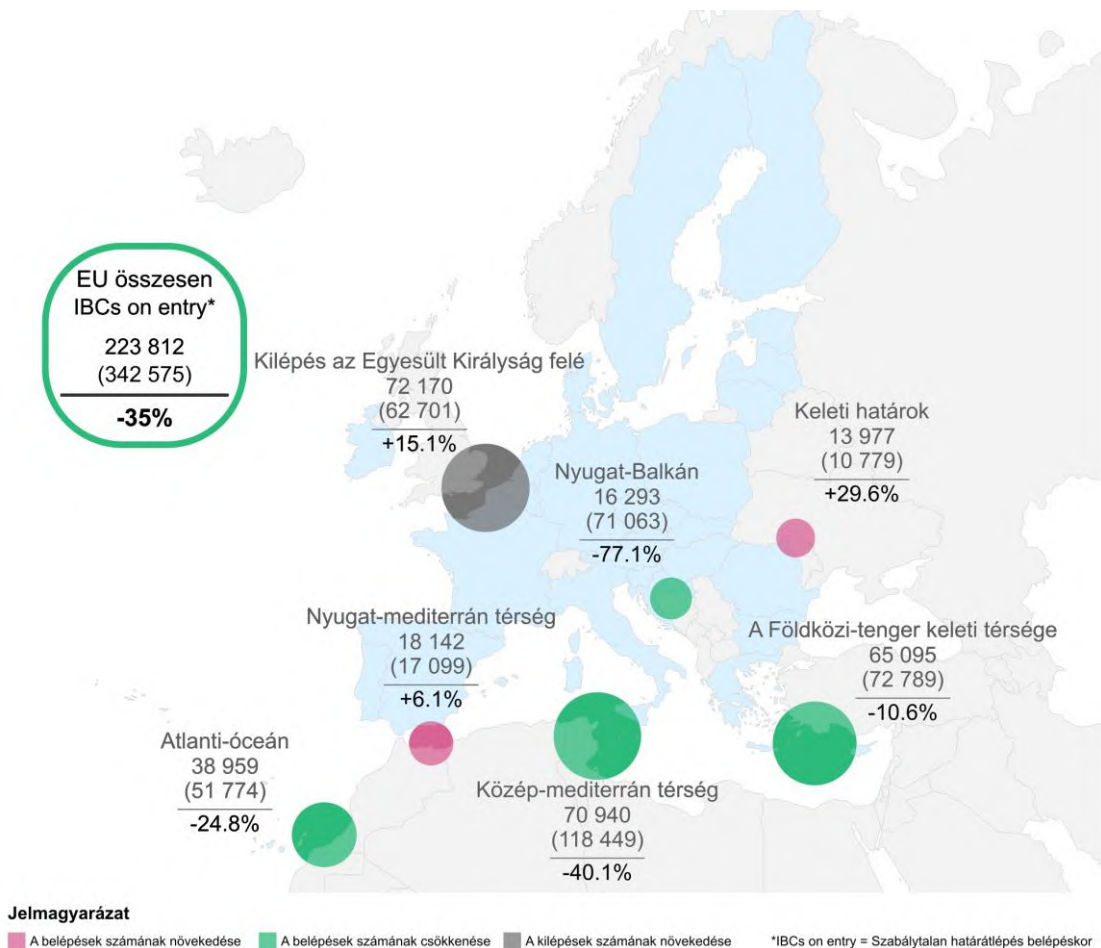 EU összesen
IBCs on entry*
223 812
(342 575)
-35%
Kilépés az Egyesült Királyság felé
72 170
(62 701)
+15.1%
Keleti határok
13 977
(10 779)
+29.6%
Nyugat-Balkán
16 293
(71 063)
-77.1%
Nyugat-mediterrán térség
18 142
(17 099)
+6.1%
A Földközi-tenger keleti térsége
65 095
(72 789)
-10.6%
Atlanti-óceán
38 959
(51 774)
-24.8%
Közép-mediterrán térség
70 940
(118 449)
-40.1%
Jelmagyarázat
A belépések számának növekedése
A belépések számának csökkenése
A kilépések számának növekedése
*IBCs on entry = Szabálytalan határátlépés belépéskor